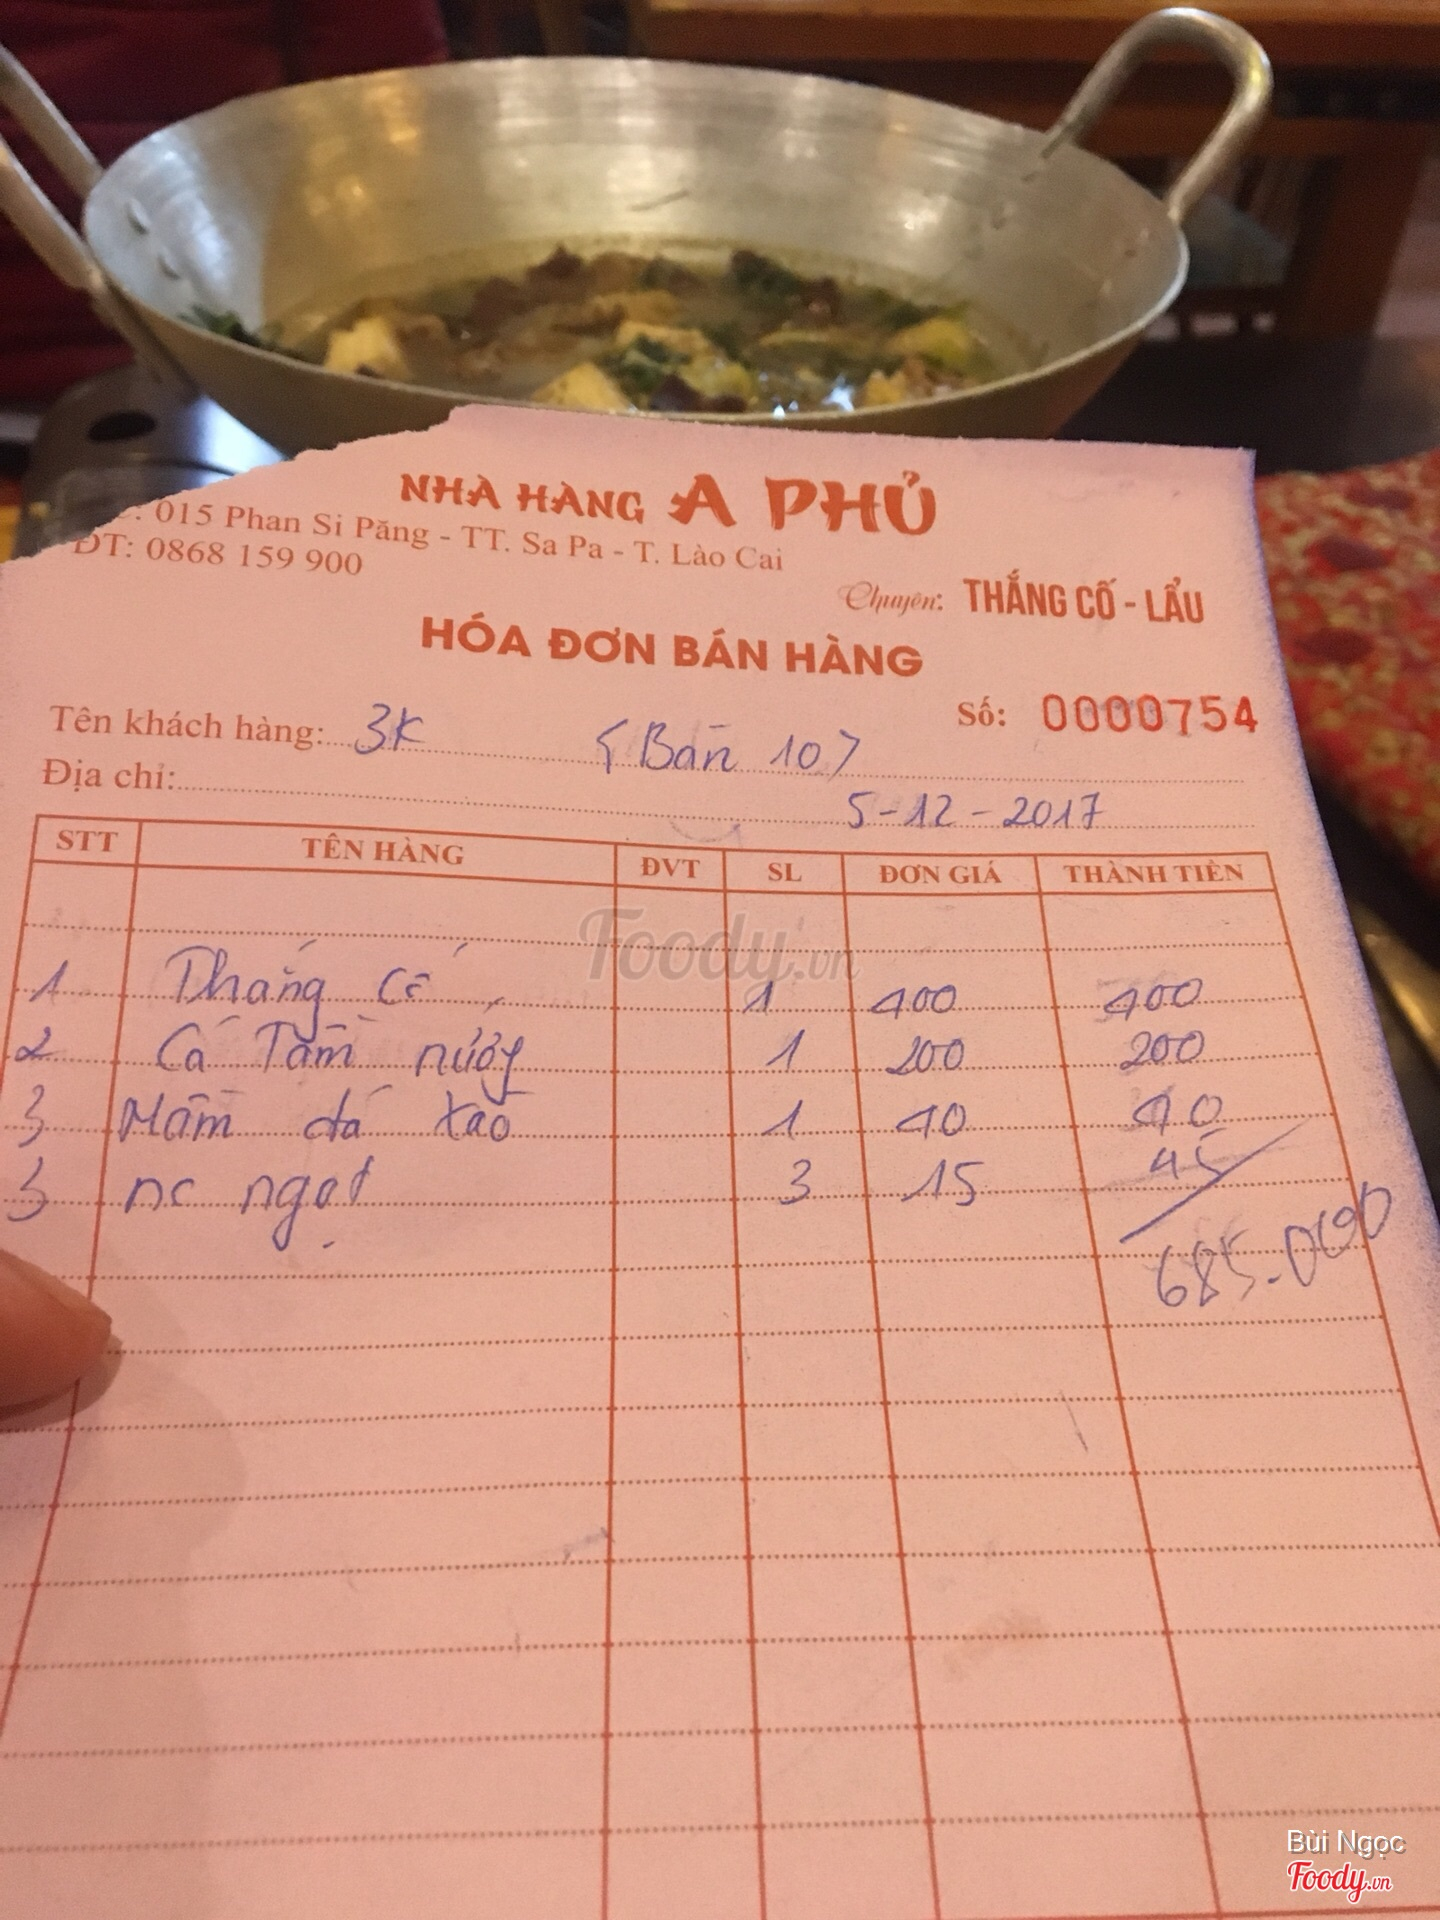 NHÀ HÀNG A PHỦ
: 015 Phan Si Păng - TT. Sa Pa - T. Lào Cai
ĐT: 0868 159 900
Chuyên: THẮNG CỐ - LẨU
HÓA ĐƠN BÁN HÀNG
Số: 0000754
Tên khách hàng: 3k (Bàn 10)
Địa chỉ:
5-12-2017
STT TÊN HÀNG ĐVT SL ĐƠN GIÁ THÀNH TIỀN
1 Thắng Cố 1 400 400
2 Cá Tầm nướng 1 200 200
3 Mầm đá xào 1 40 40
3 nc ngọt 3 15 45
685.000
Foody.vn
Bùi Ngọc
Foody.vn